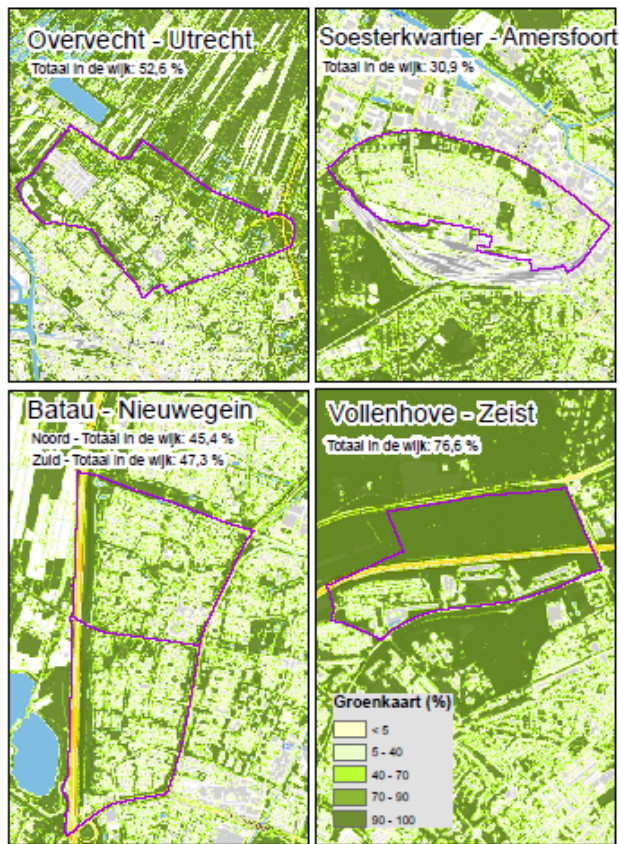 Overvecht - Utrecht
Totaal in de wijk: 52,6 %
Soesterkwartier - Amersfoort
Totaal in de wijk: 30,9 %
Batau - Nieuwegein
Noord - Totaal in de wijk: 45,4 %
Zuid - Totaal in de wijk: 47,3 %
Vollenhove - Zeist
Totaal in de wijk: 76,6 %
Groenkaart (%)
< 5
5 - 40
40 - 70
70 - 90
90 - 100